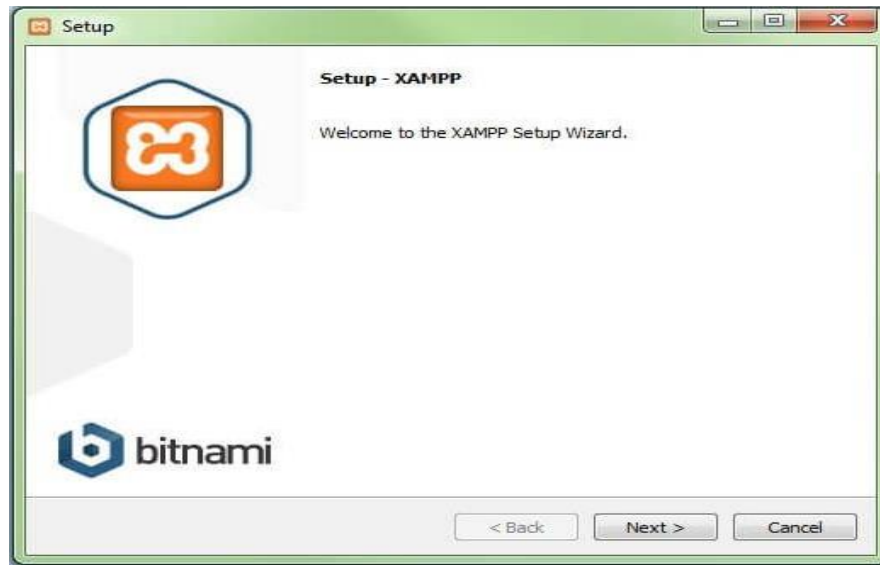 Setup
Setup - XAMPP
Welcome to the XAMPP Setup Wizard.
bitnami
< Back
Next >
Cancel